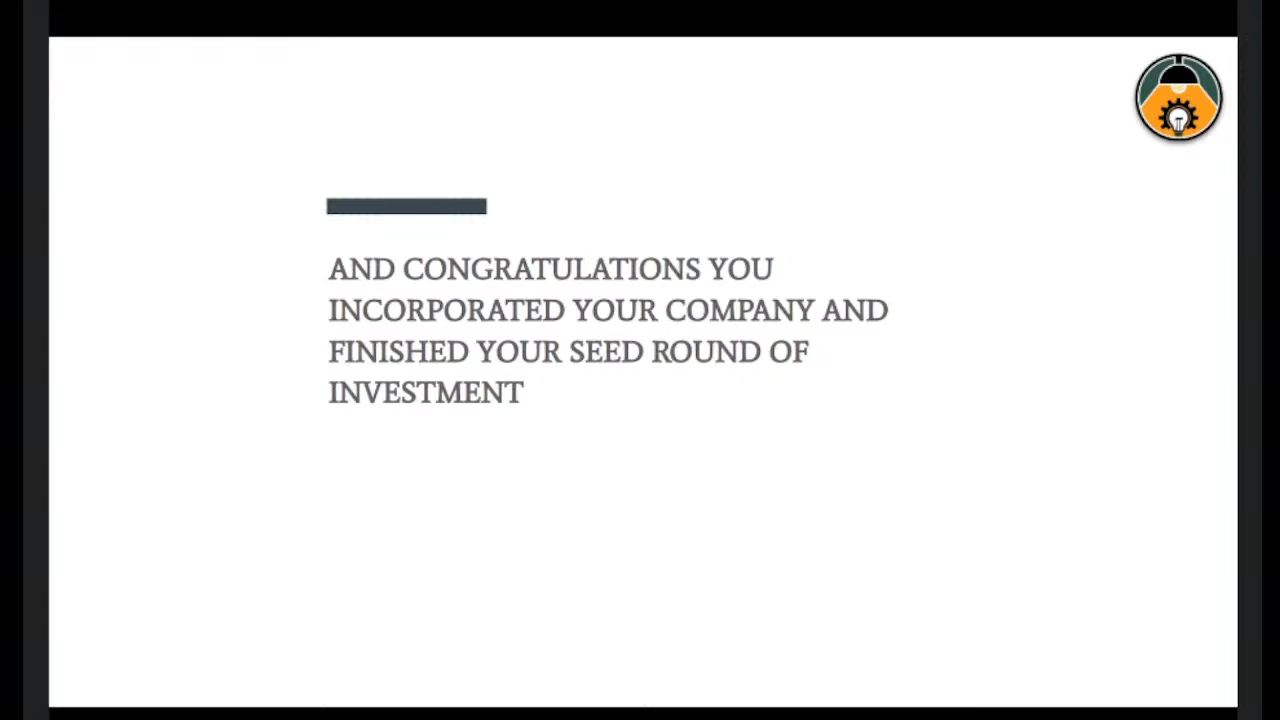 AND CONGRATULATIONS YOU
INCORPORATED YOUR COMPANY AND
FINISHED YOUR SEED ROUND OF
INVESTMENT